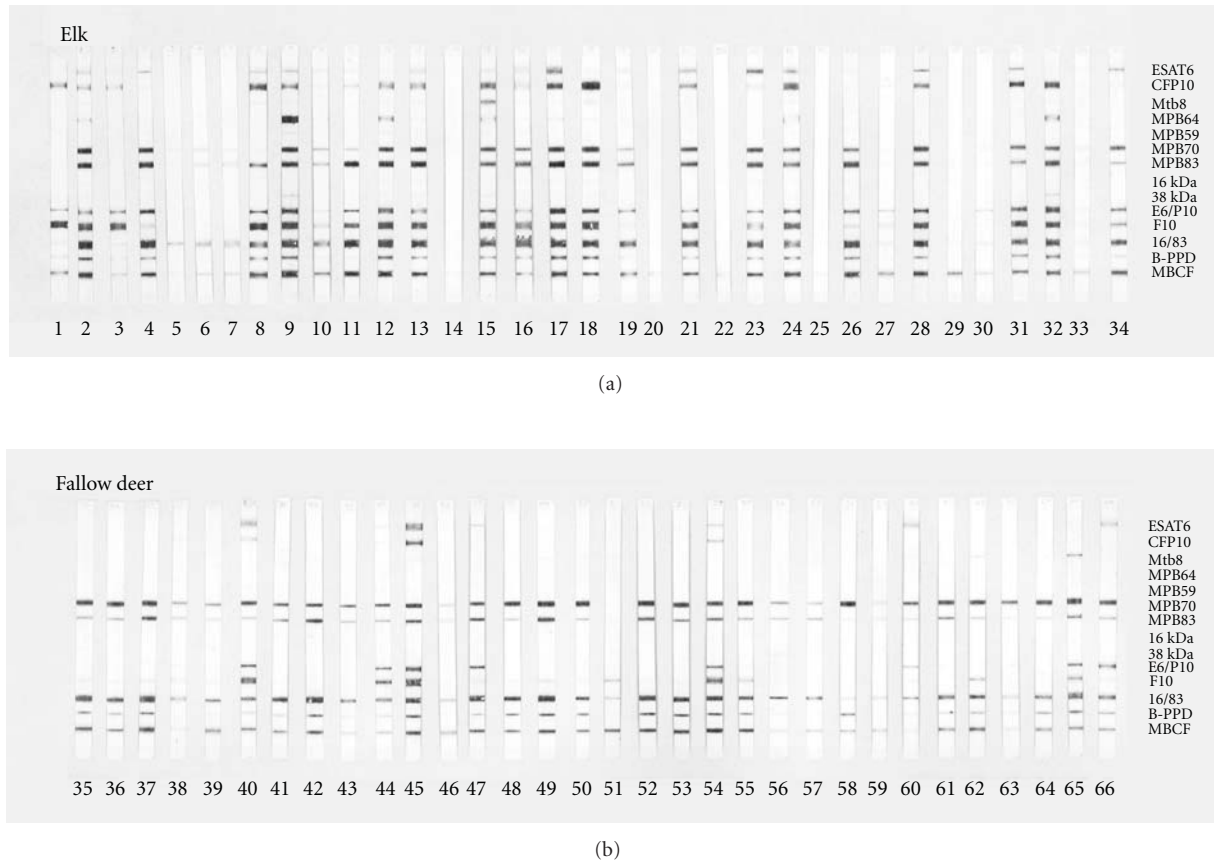 Elk
ESAT6
CFP10
Mtb8
MPB64
MPB59
MPB70
MPB83
16 kDa
38 kDa
E6/P10
F10
16/83
B-PPD
MBCF
1 2 3 4 5 6 7 8 9 10 11 12 13 14 15 16 17 18 19 20 21 22 23 24 25 26 27 28 29 30 31 32 33 34
(a)
Fallow deer
ESAT6
CFP10
Mtb8
MPB64
MPB59
MPB70
MPB83
16 kDa
38 kDa
E6/P10
F10
16/83
B-PPD
MBCF
35 36 37 38 39 40 41 42 43 44 45 46 47 48 49 50 51 52 53 54 55 56 57 58 59 60 61 62 63 64 65 66
(b)